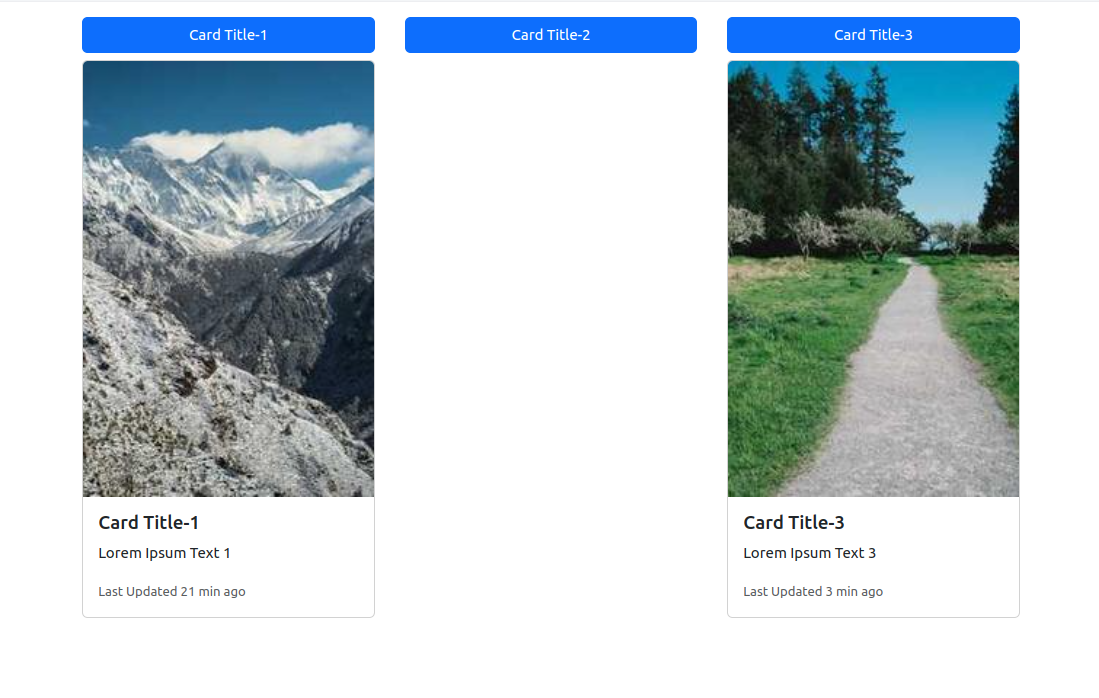 Card Title-1
Card Title-2
Card Title-3
Card Title-1
Lorem Ipsum Text 1
Last Updated 21 min ago
Card Title-3
Lorem Ipsum Text 3
Last Updated 3 min ago